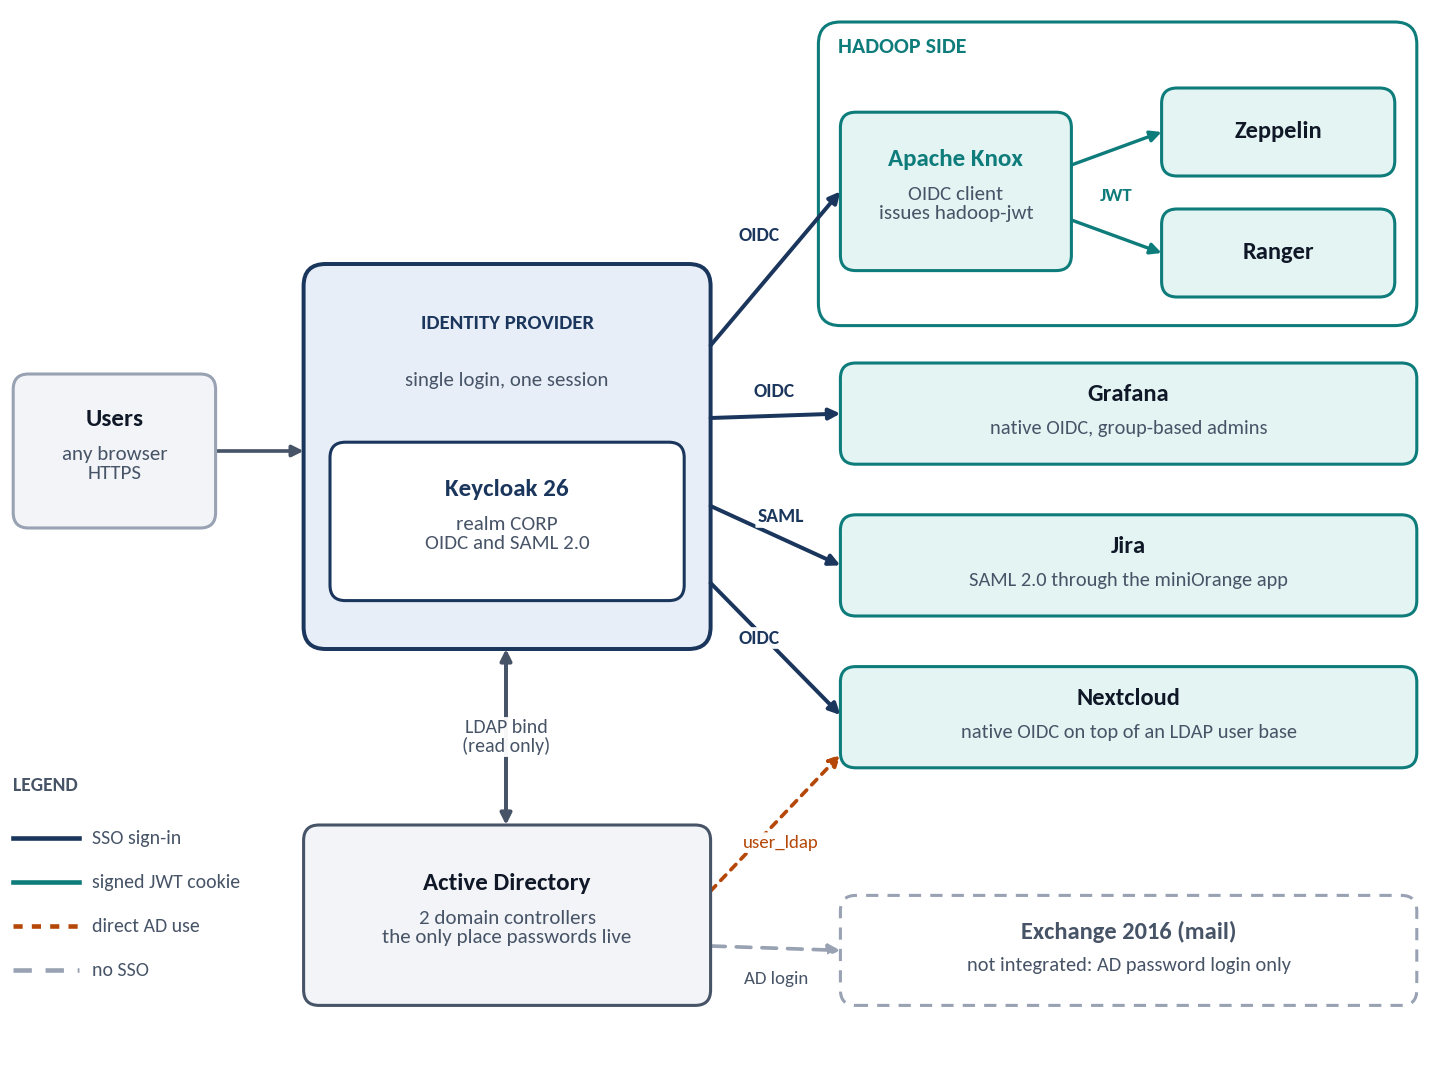 HADOOP SIDE
Apache Knox
OIDC client
issues hadoop-jwt
Zeppelin
JWT
Ranger
OIDC
IDENTITY PROVIDER
single login, one session
Keycloak 26
realm CORP
OIDC and SAML 2.0
Users
any browser
HTTPS
OIDC
Grafana
native OIDC, group-based admins
SAML
Jira
SAML 2.0 through the miniOrange app
OIDC
Nextcloud
native OIDC on top of an LDAP user base
LDAP bind
(read only)
user_ldap
Active Directory
2 domain controllers
the only place passwords live
AD login
Exchange 2016 (mail)
not integrated: AD password login only
LEGEND
SSO sign-in
signed JWT cookie
direct AD use
no SSO